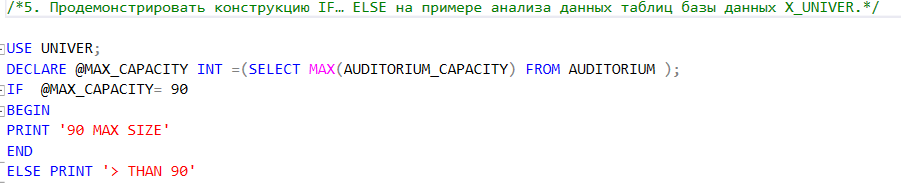 /*5. Продемонстрировать конструкцию IF… ELSE на примере анализа данных таблиц базы данных X_UNIVER.*/
USE UNIVER;
DECLARE @MAX_CAPACITY INT =(SELECT MAX(AUDITORIUM_CAPACITY) FROM AUDITORIUM );
IF  @MAX_CAPACITY= 90
BEGIN
PRINT '90 MAX SIZE'
END
ELSE PRINT '> THAN 90'